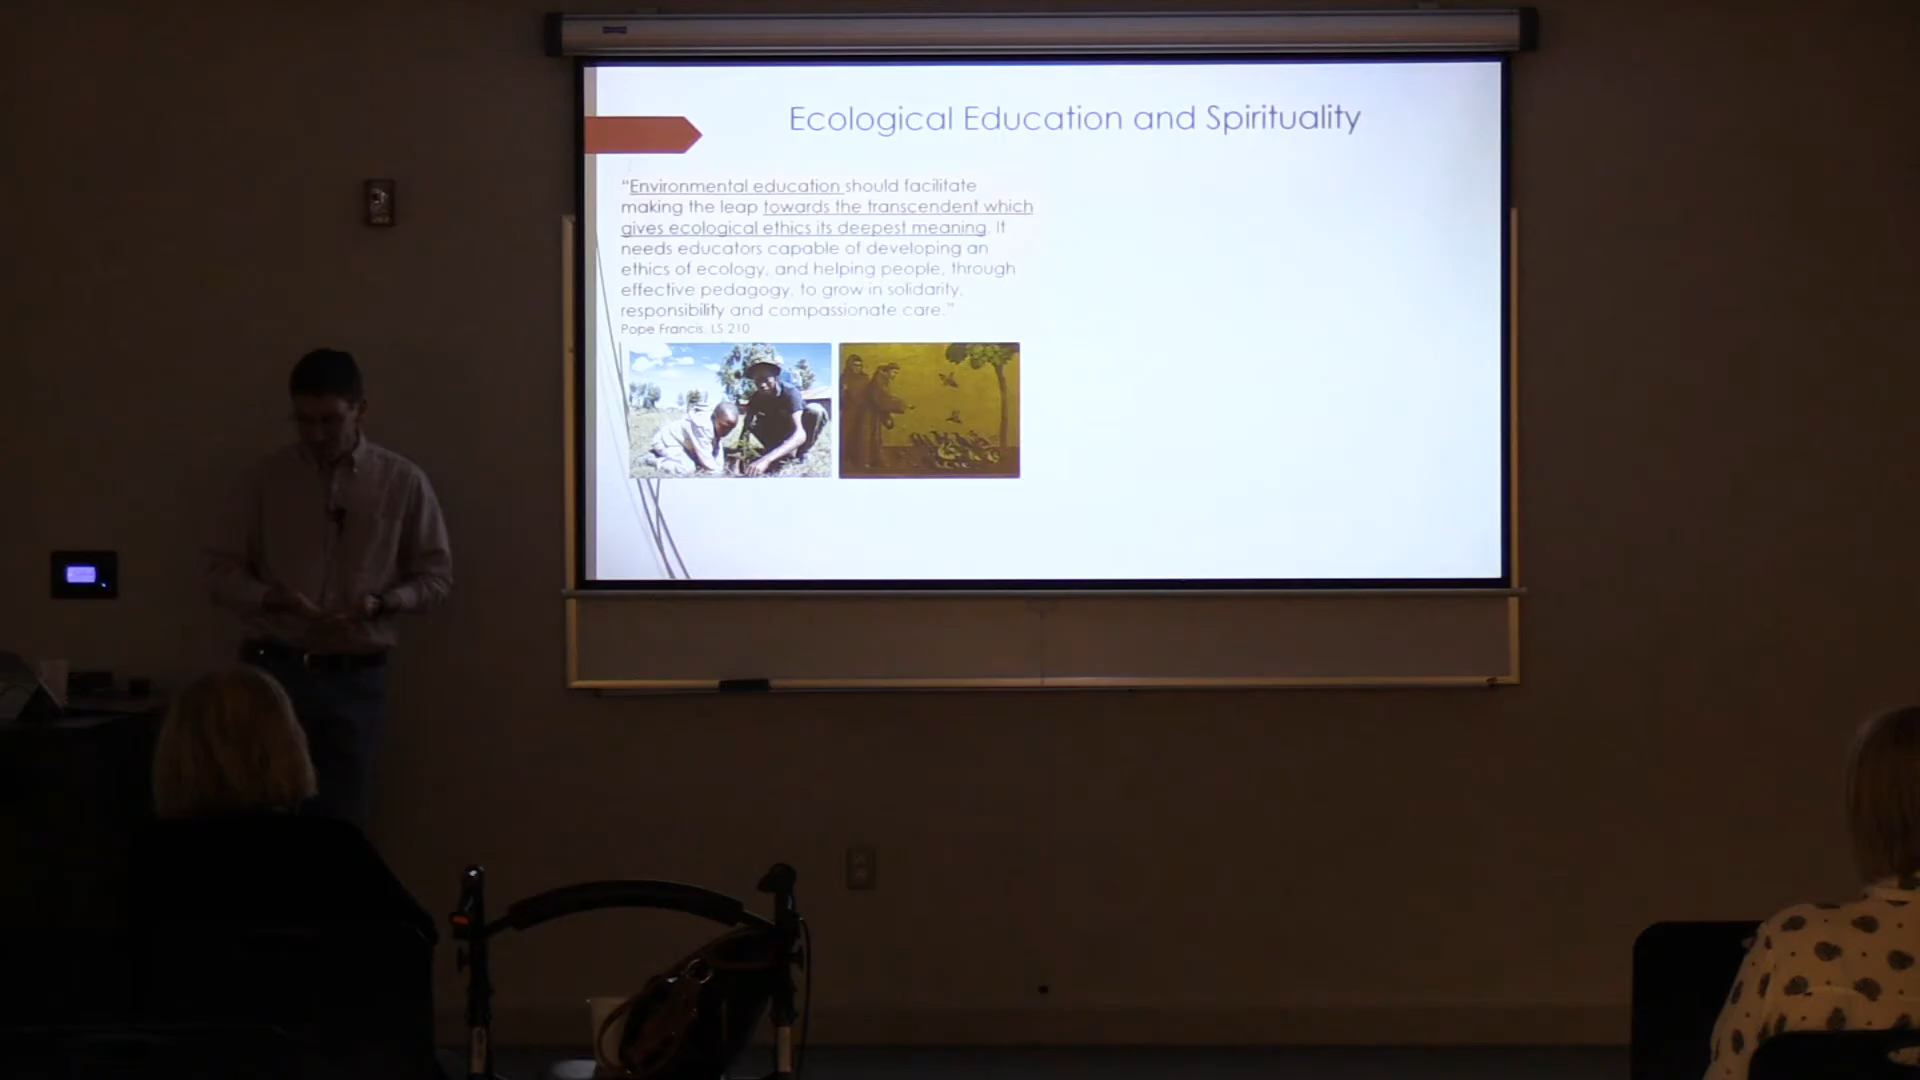 Ecological Education and Spirituality
“Environmental education should facilitate
making the leap towards the transcendent which
gives ecological ethics its deepest meaning. It
needs educators capable of developing an
ethics of ecology, and helping people, through
effective pedagogy, to grow in solidarity,
responsibility and compassionate care.”
Pope Francis, LS 210